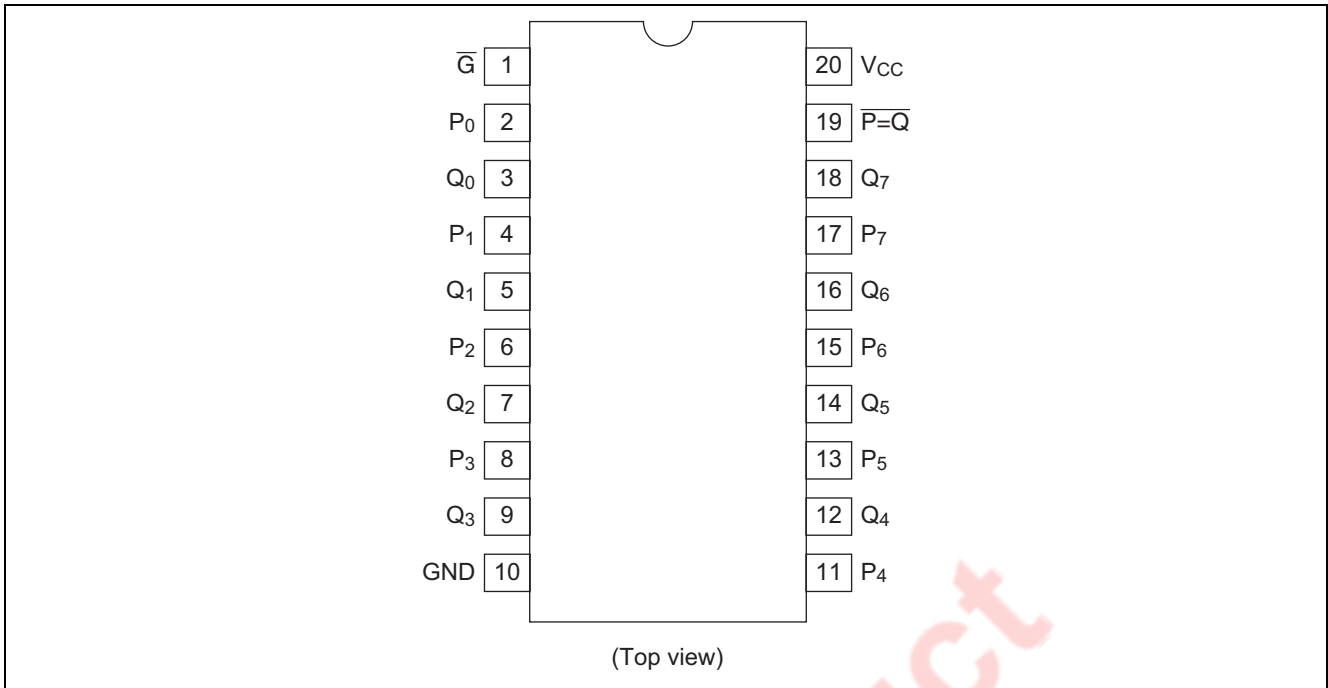 G̅ 1 20 VCC
P0 2 19 P̅=̅Q̅
Q0 3 18 Q7
P1 4 17 P7
Q1 5 16 Q6
P2 6 15 P6
Q2 7 14 Q5
P3 8 13 P5
Q3 9 12 Q4
GND 10 11 P4
(Top view)
uct